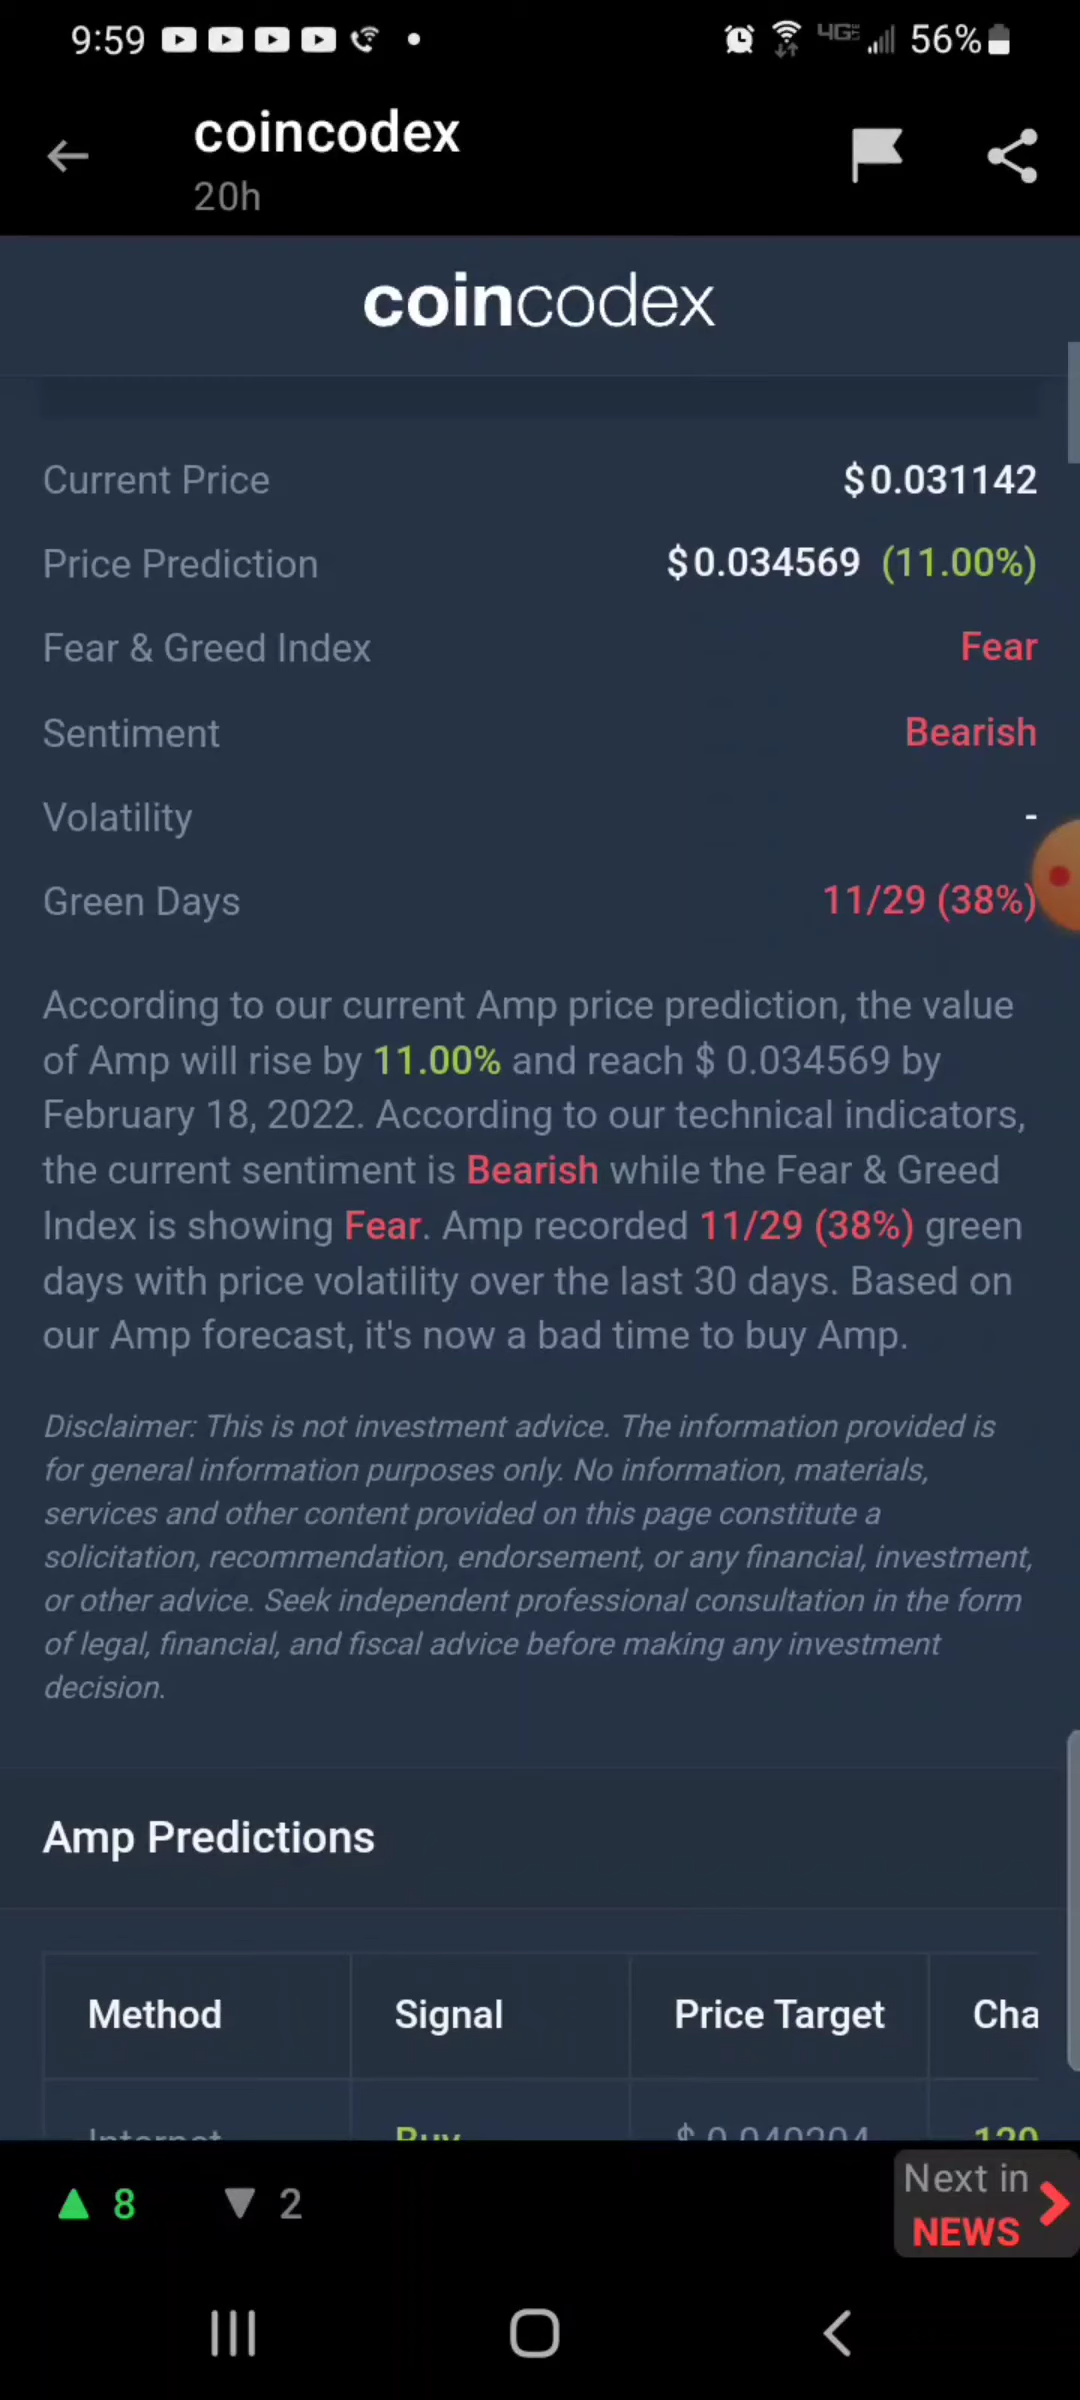 9:59 4GE 56%
coincodex
20h
coincodex
Current Price $0.031142
Price Prediction $0.034569 (11.00%)
Fear & Greed Index Fear
Sentiment Bearish
Volatility -
Green Days 11/29 (38%)
According to our current Amp price prediction, the value
of Amp will rise by 11.00% and reach $ 0.034569 by
February 18, 2022. According to our technical indicators,
the current sentiment is Bearish while the Fear & Greed
Index is showing Fear. Amp recorded 11/29 (38%) green
days with price volatility over the last 30 days. Based on
our Amp forecast, it's now a bad time to buy Amp.
Disclaimer: This is not investment advice. The information provided is
for general information purposes only. No information, materials,
services and other content provided on this page constitute a
solicitation, recommendation, endorsement, or any financial, investment,
or other advice. Seek independent professional consultation in the form
of legal, financial, and fiscal advice before making any investment
decision.
Amp Predictions
Method Signal Price Target Cha
Internet Buy
8 2 Next in
NEWS